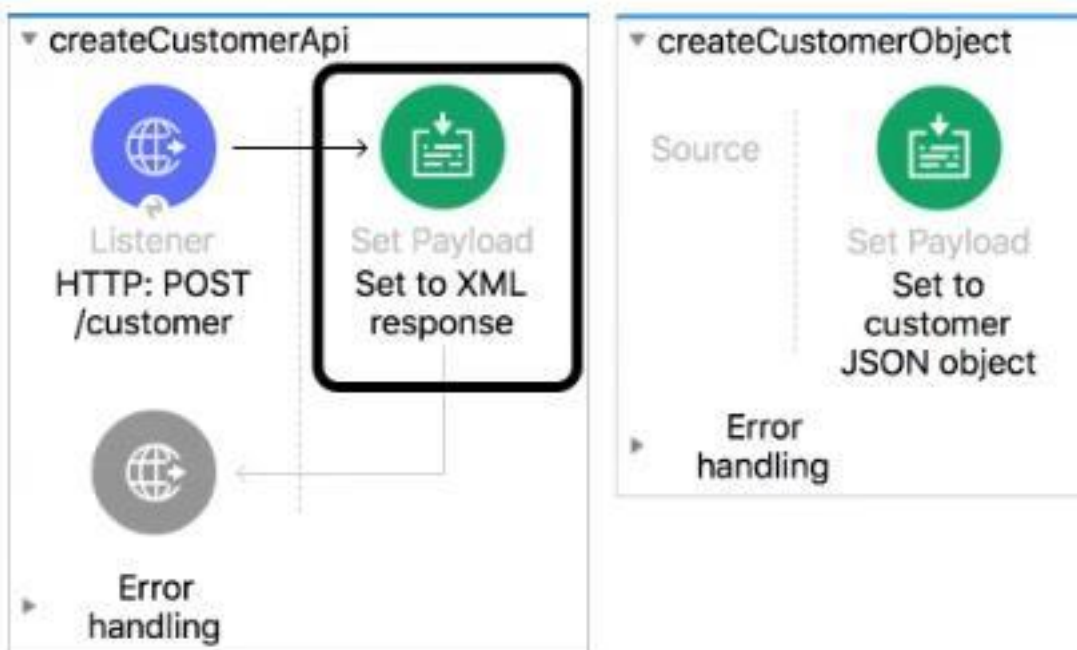 createCustomerApi
Listener
HTTP: POST
/customer
Set Payload
Set to XML
response
Error
handling
createCustomerObject
Source
Set Payload
Set to
customer
JSON object
Error
handling